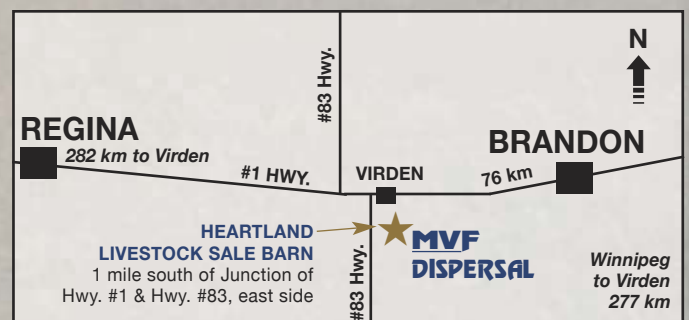 N
#83 Hwy.
REGINA
282 km to Virden
#1 HWY.
VIRDEN
76 km
BRANDON
HEARTLAND
LIVESTOCK SALE BARN
1 mile south of Junction of
Hwy. #1 & Hwy. #83, east side
#83 Hwy.
MVF
DISPERSAL
Winnipeg
to Virden
277 km